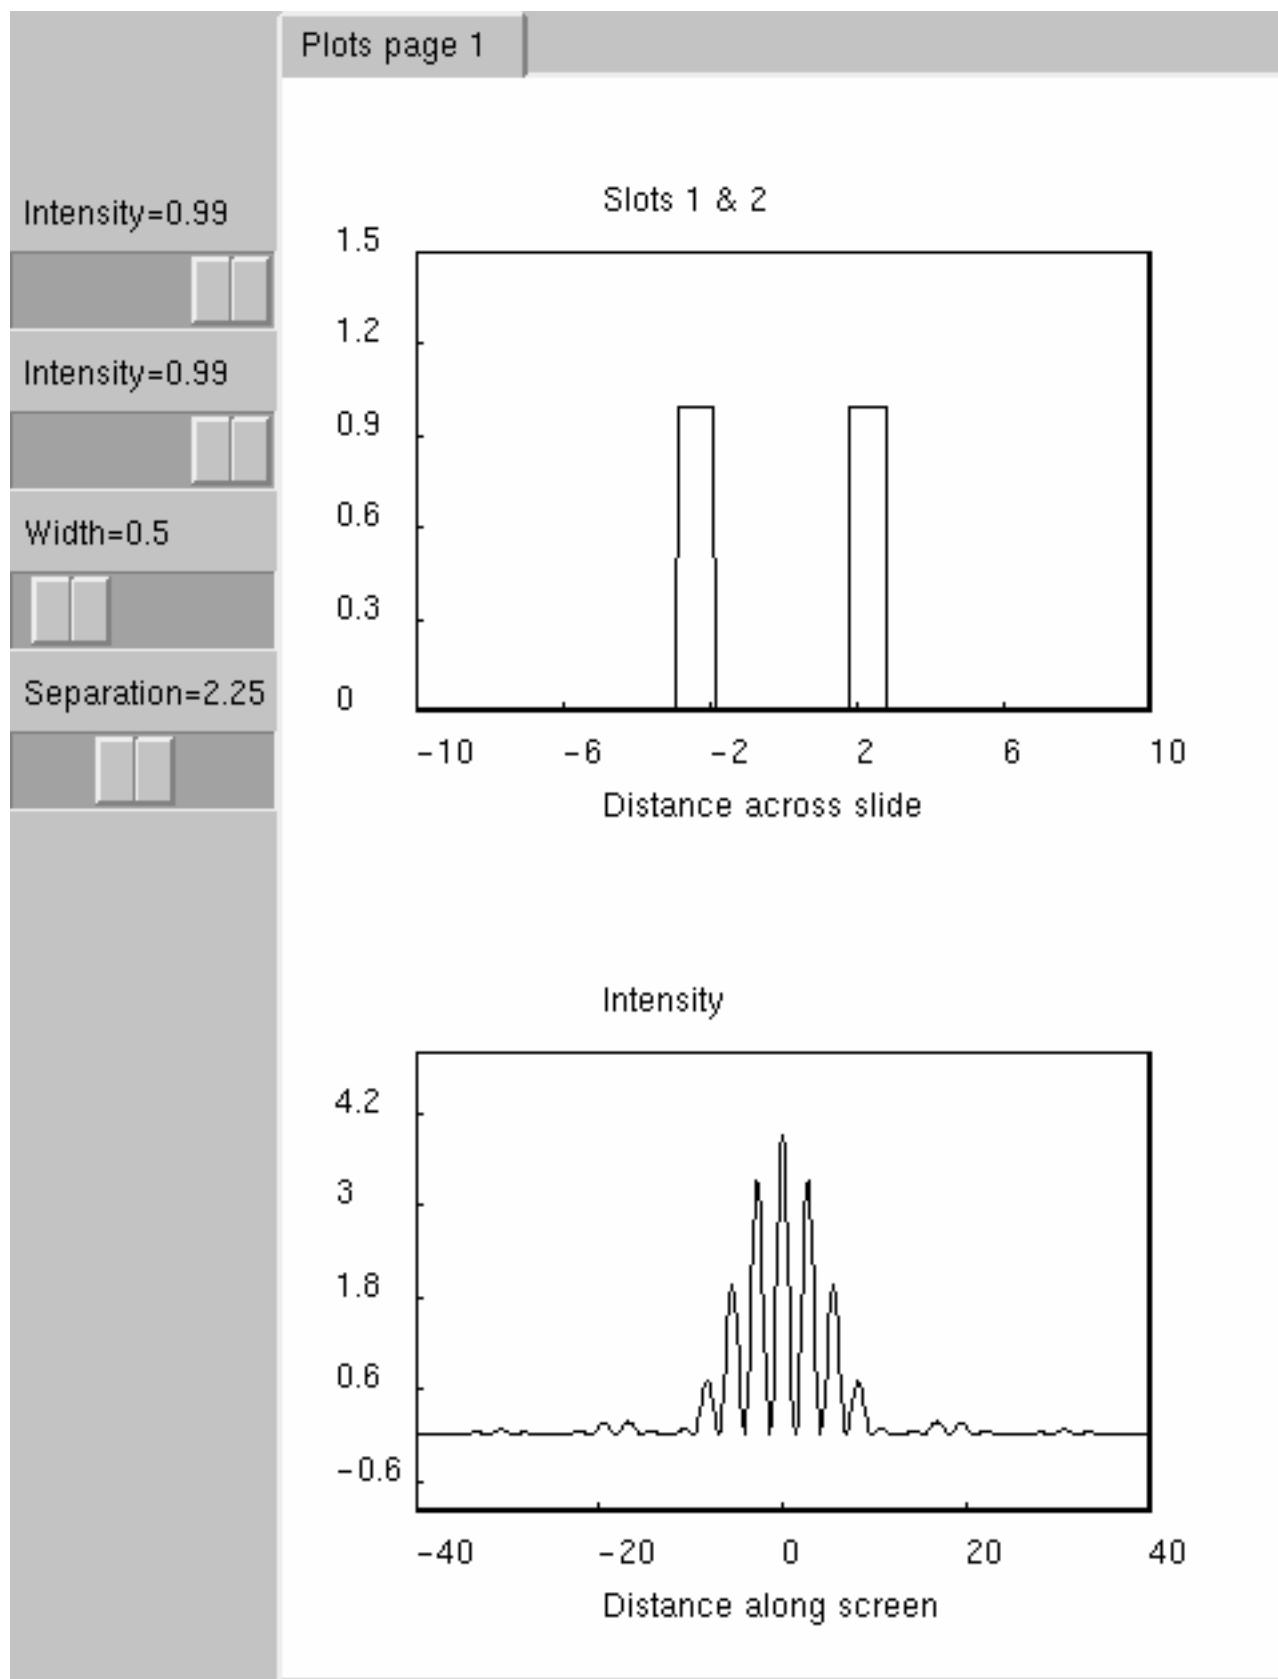 Plots page 1
Intensity=0.99
Intensity=0.99
Width=0.5
Separation=2.25
Slots 1 & 2
1.5
1.2
0.9
0.6
0.3
0
-10 -6 -2 2 6 10
Distance across slide
Intensity
4.2
3
1.8
0.6
-0.6
-40 -20 0 20 40
Distance along screen